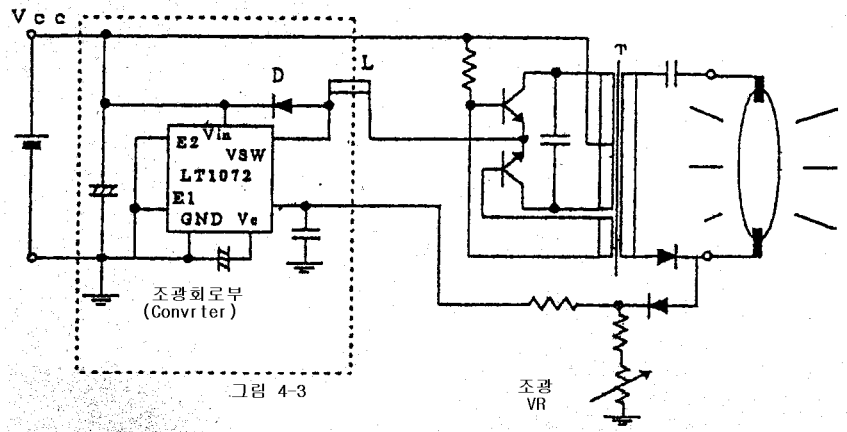 Vcc
T
D
L
Vin
E2
VSW
LT1072
E1
GND
Vc
조광회로부
(Convrter)
그림 4-3
조광
VR